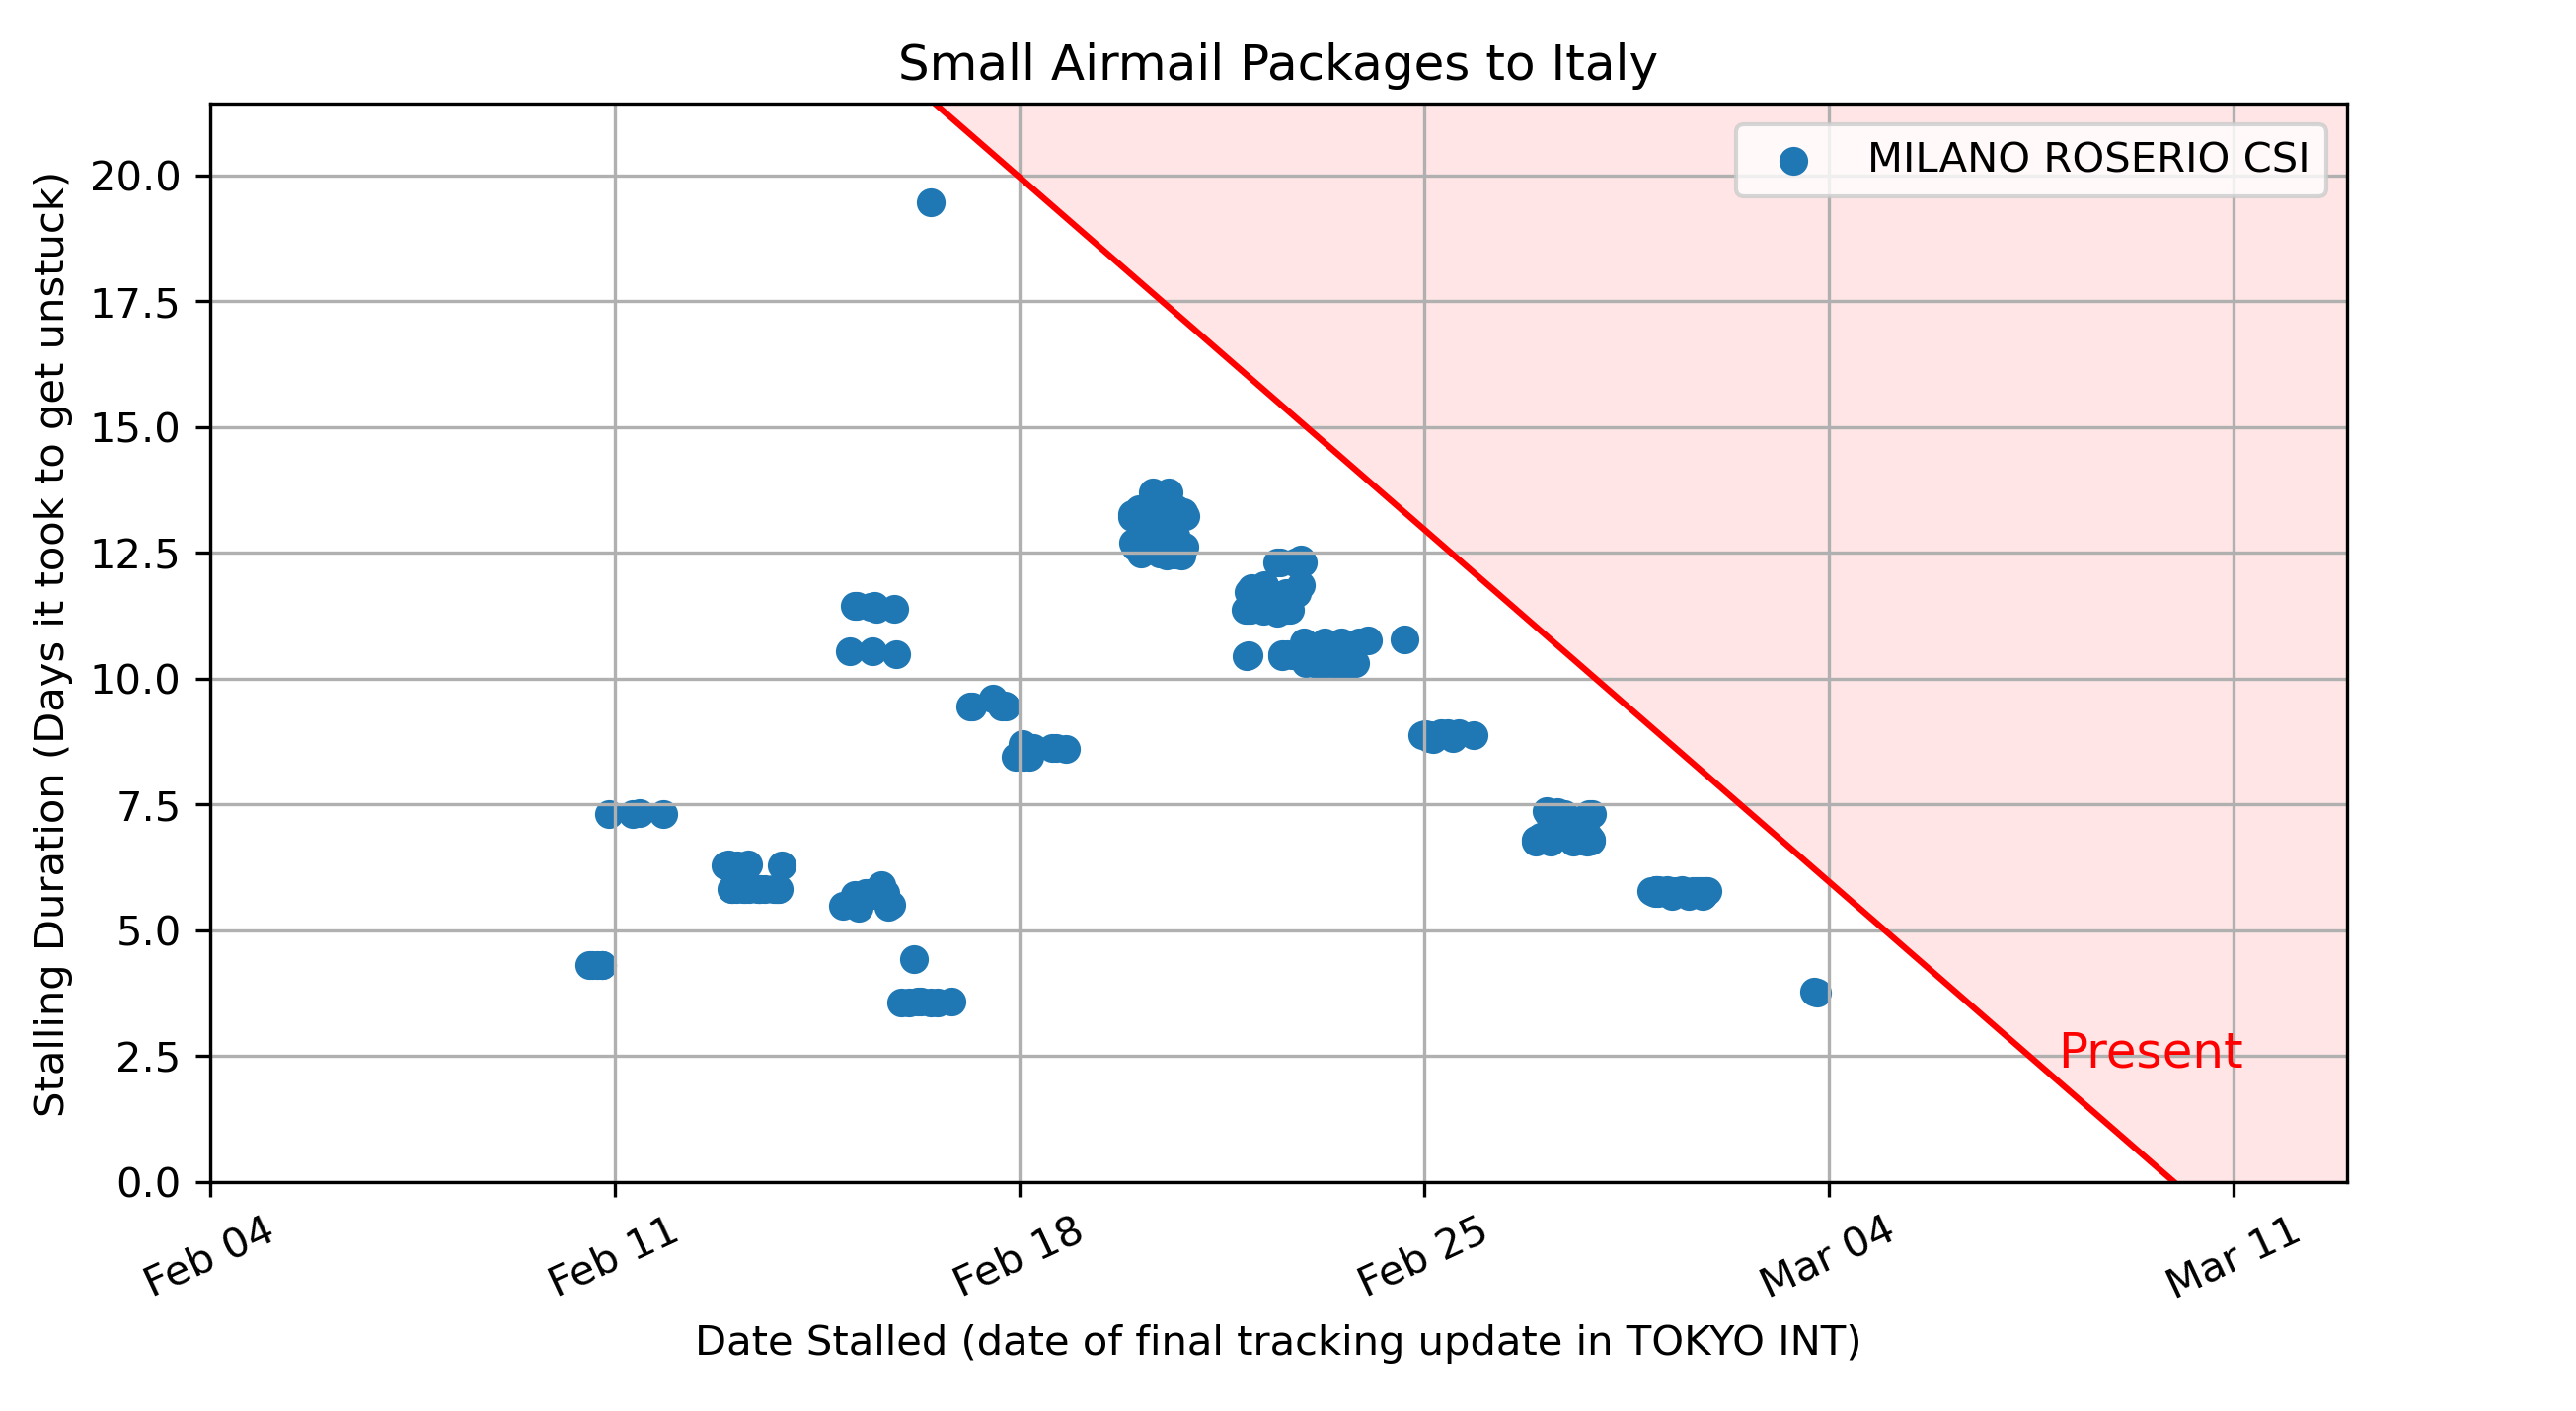 Small Airmail Packages to Italy
MILANO ROSERIO CSI
Stalling Duration (Days it took to get unstuck)
20.0
17.5
15.0
12.5
10.0
7.5
5.0
2.5
0.0
Present
Feb 04
Feb 11
Feb 18
Feb 25
Mar 04
Mar 11
Date Stalled (date of final tracking update in TOKYO INT)